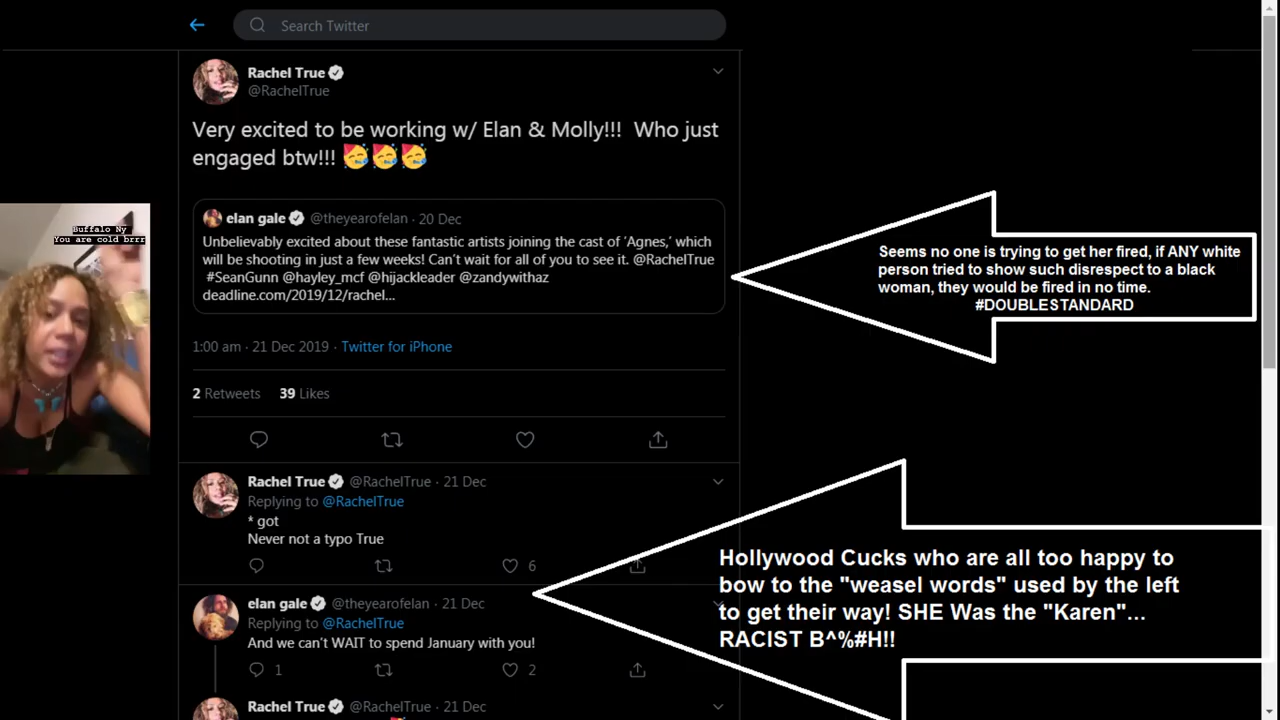 Search Twitter
Rachel True
@RachelTrue
Very excited to be working w/ Elan & Molly!!! Who just
engaged btw!!! 🥳🥳🥳
elan gale @theyearofelan · 20 Dec
Unbelievably excited about these fantastic artists joining the cast of ‘Agnes,’ which
will be shooting in just a few weeks! Can’t wait for all of you to see it. @RachelTrue
#SeanGunn @hayley_mcf @hijackleader @zandywithaz
deadline.com/2019/12/rachel...
1:00 am · 21 Dec 2019 · Twitter for iPhone
2 Retweets 39 Likes
Rachel True @RachelTrue · 21 Dec
Replying to @RachelTrue
* got
Never not a typo True
6
elan gale @theyearofelan · 21 Dec
Replying to @RachelTrue
And we can’t WAIT to spend January with you!
1 2
Rachel True @RachelTrue · 21 Dec
Buffalo Ny
You are cold brrr
Seems no one is trying to get her fired, if ANY white
person tried to show such disrespect to a black
woman, they would be fired in no time.
#DOUBLESTANDARD
Hollywood Cucks who are all too happy to
bow to the "weasel words" used by the left
to get their way! SHE Was the "Karen"...
RACIST B^%#H!!